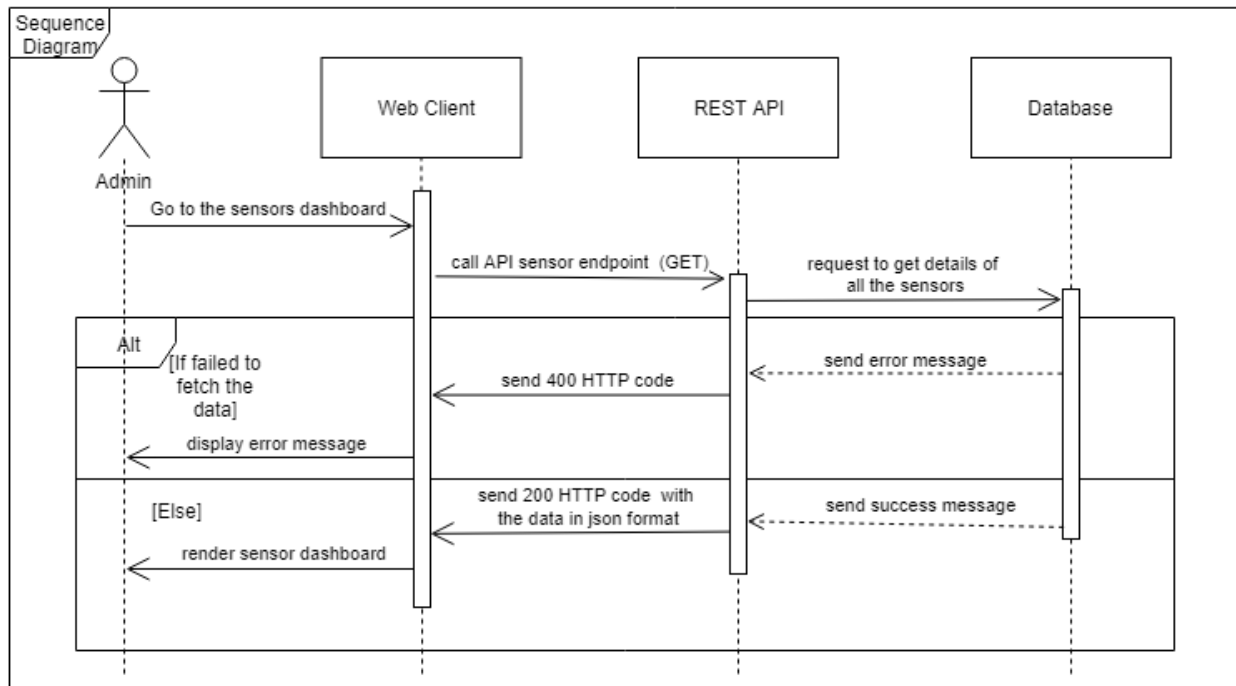 Sequence
Diagram
Web Client
REST API
Database
Admin
Go to the sensors dashboard
call API sensor endpoint  (GET)
request to get details of
all the sensors
Alt
[If failed to
fetch the
data]
send error message
send 400 HTTP code
display error message
[Else]
send 200 HTTP code  with
the data in json format
send success message
render sensor dashboard